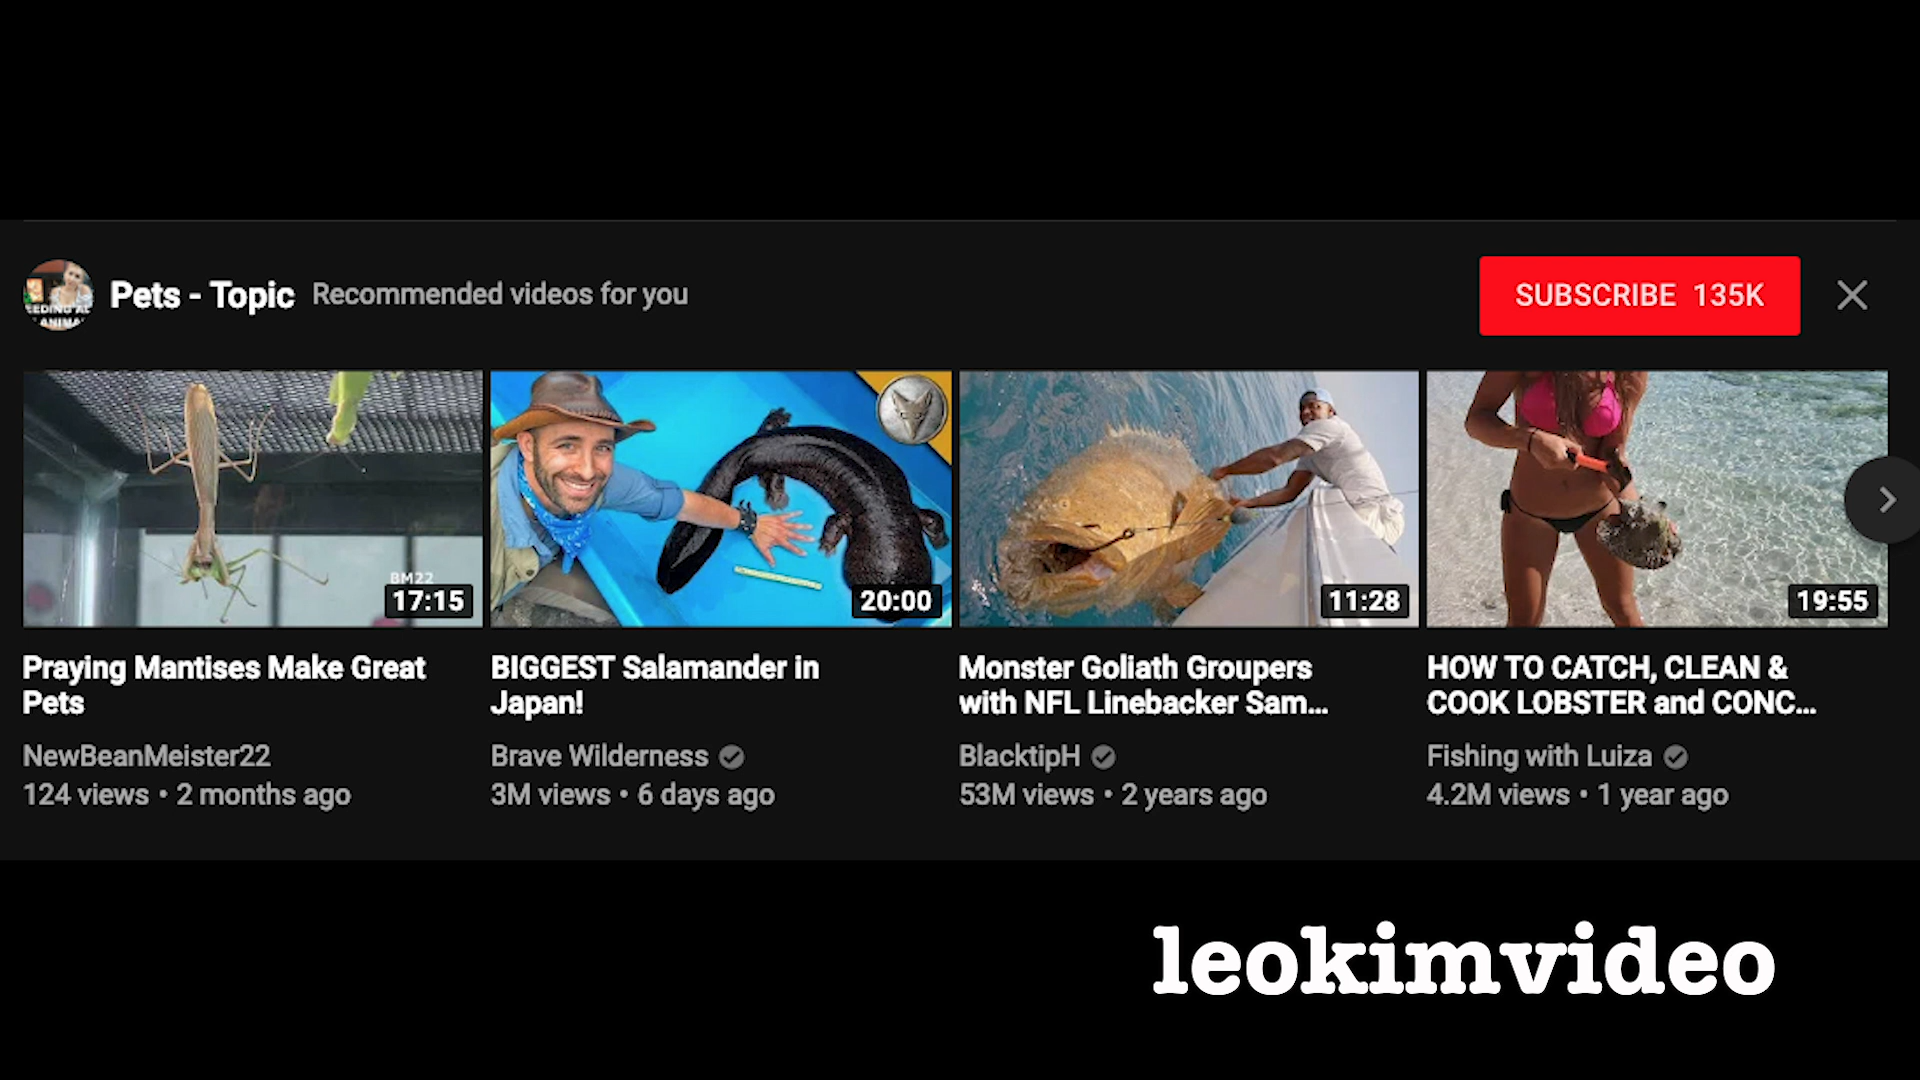 Pets - Topic Recommended videos for you
SUBSCRIBE 135K
BM22
17:15
20:00
11:28
19:55
Praying Mantises Make Great
Pets
NewBeanMeister22
124 views • 2 months ago
BIGGEST Salamander in
Japan!
Brave Wilderness
3M views • 6 days ago
Monster Goliath Groupers
with NFL Linebacker Sam...
BlacktipH
53M views • 2 years ago
HOW TO CATCH, CLEAN &
COOK LOBSTER and CONC...
Fishing with Luiza
4.2M views • 1 year ago
leokimvideo